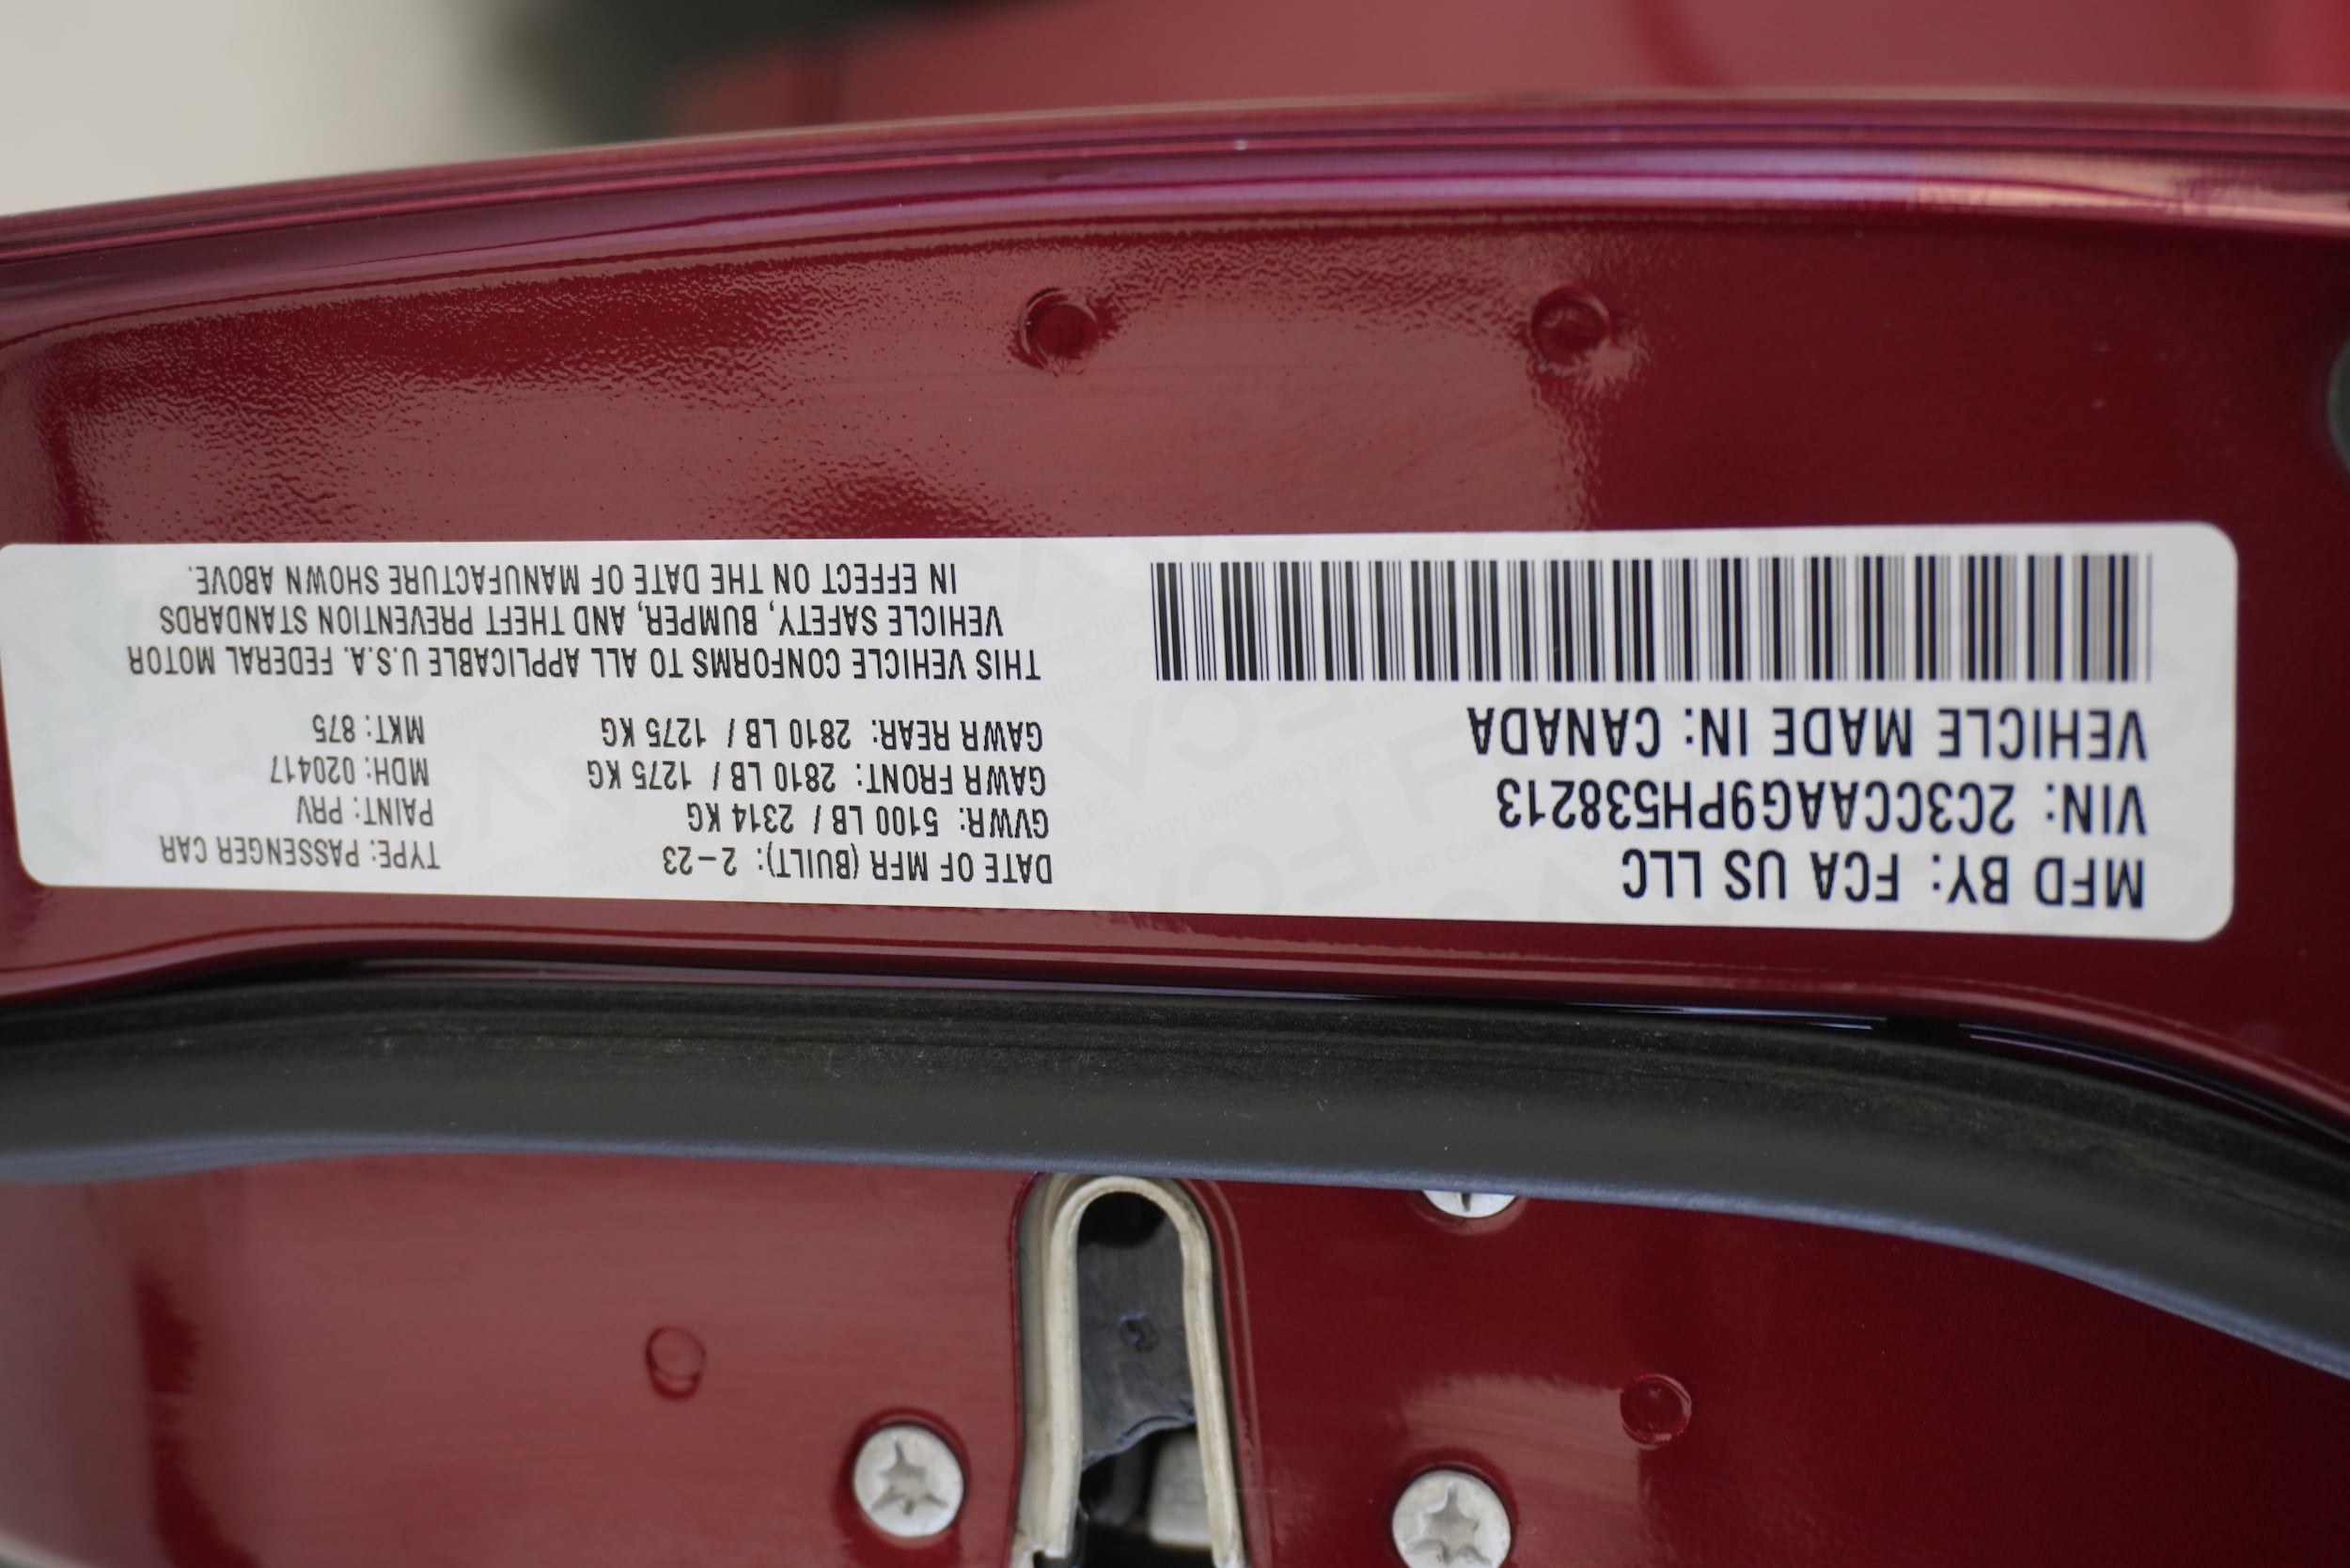 MFD BY: FCA US LLC
VIN: 2C3CCAAG9PH538213
VEHICLE MADE IN: CANADA
DATE OF MFR (BUILT): 2-23
GVWR: 5100 LB / 2314 KG
GAWR FRONT: 2810 LB / 1275 KG
GAWR REAR: 2810 LB / 1275 KG
TYPE: PASSENGER CAR
PAINT: PRV
MDH: 020417
MKT: 875
THIS VEHICLE CONFORMS TO ALL APPLICABLE U.S.A. FEDERAL MOTOR
VEHICLE SAFETY, BUMPER, AND THEFT PREVENTION STANDARDS
IN EFFECT ON THE DATE OF MANUFACTURE SHOWN ABOVE.